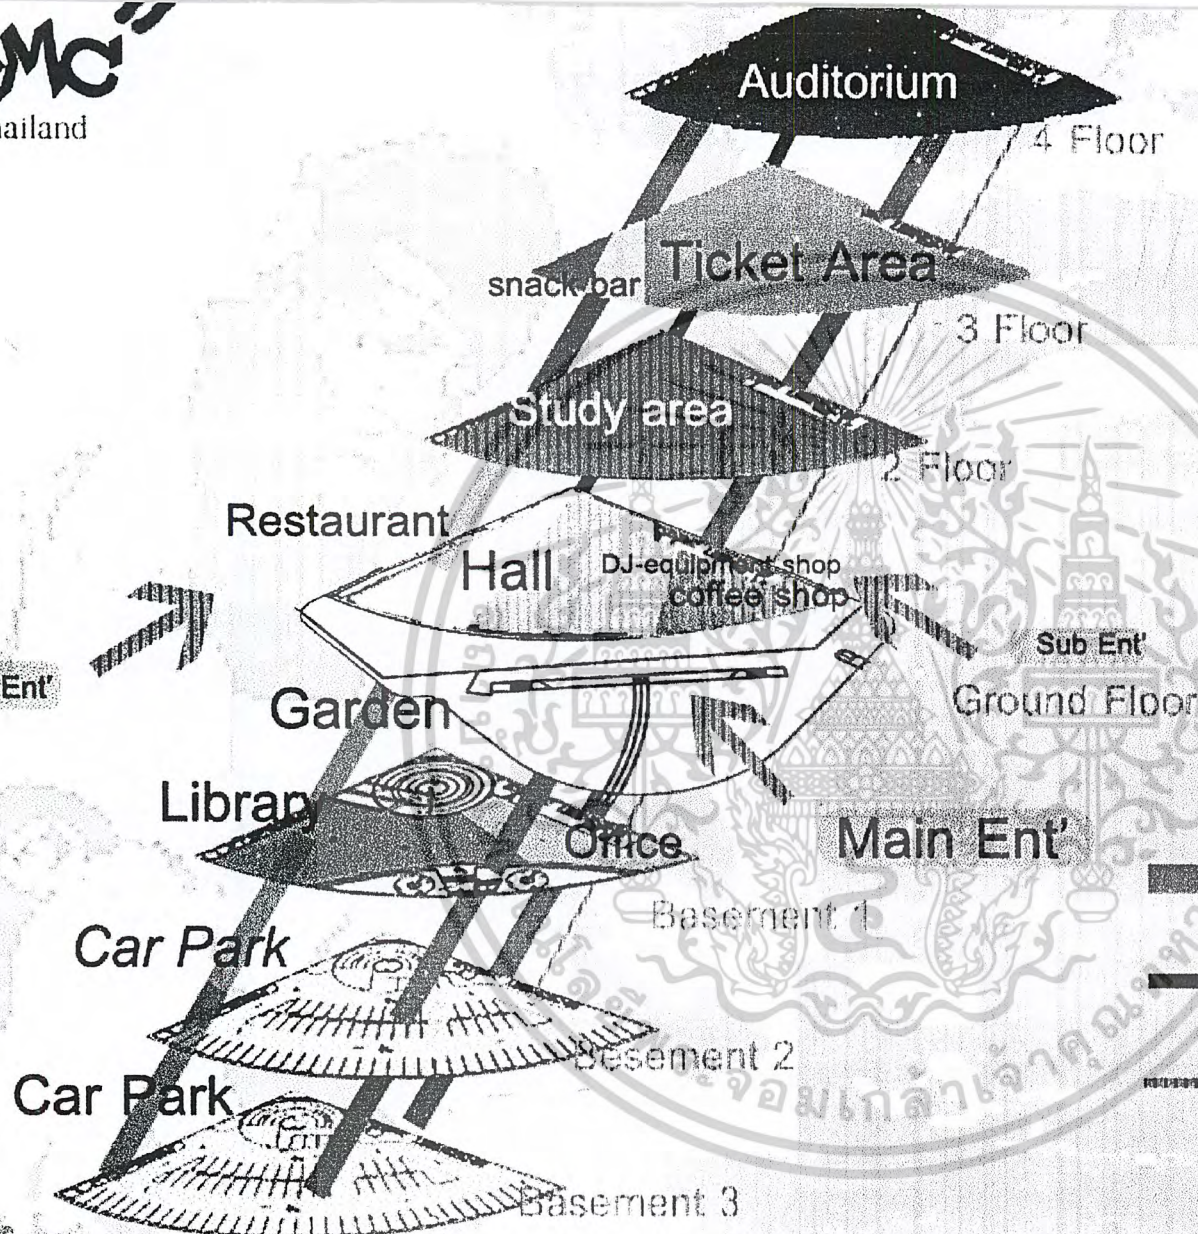 MC
ailand
Auditorium
4 Floor
Ticket Area
snack bar
3 Floor
Study area
2 Floor
Restaurant
Hall
DJ-equipment shop
coffee shop
Sub Ent'
Ent'
Ground Floor
Garden
Library
Office
Main Ent'
Basement 1
Car Park
Basement 2
Car Park
Basement 3